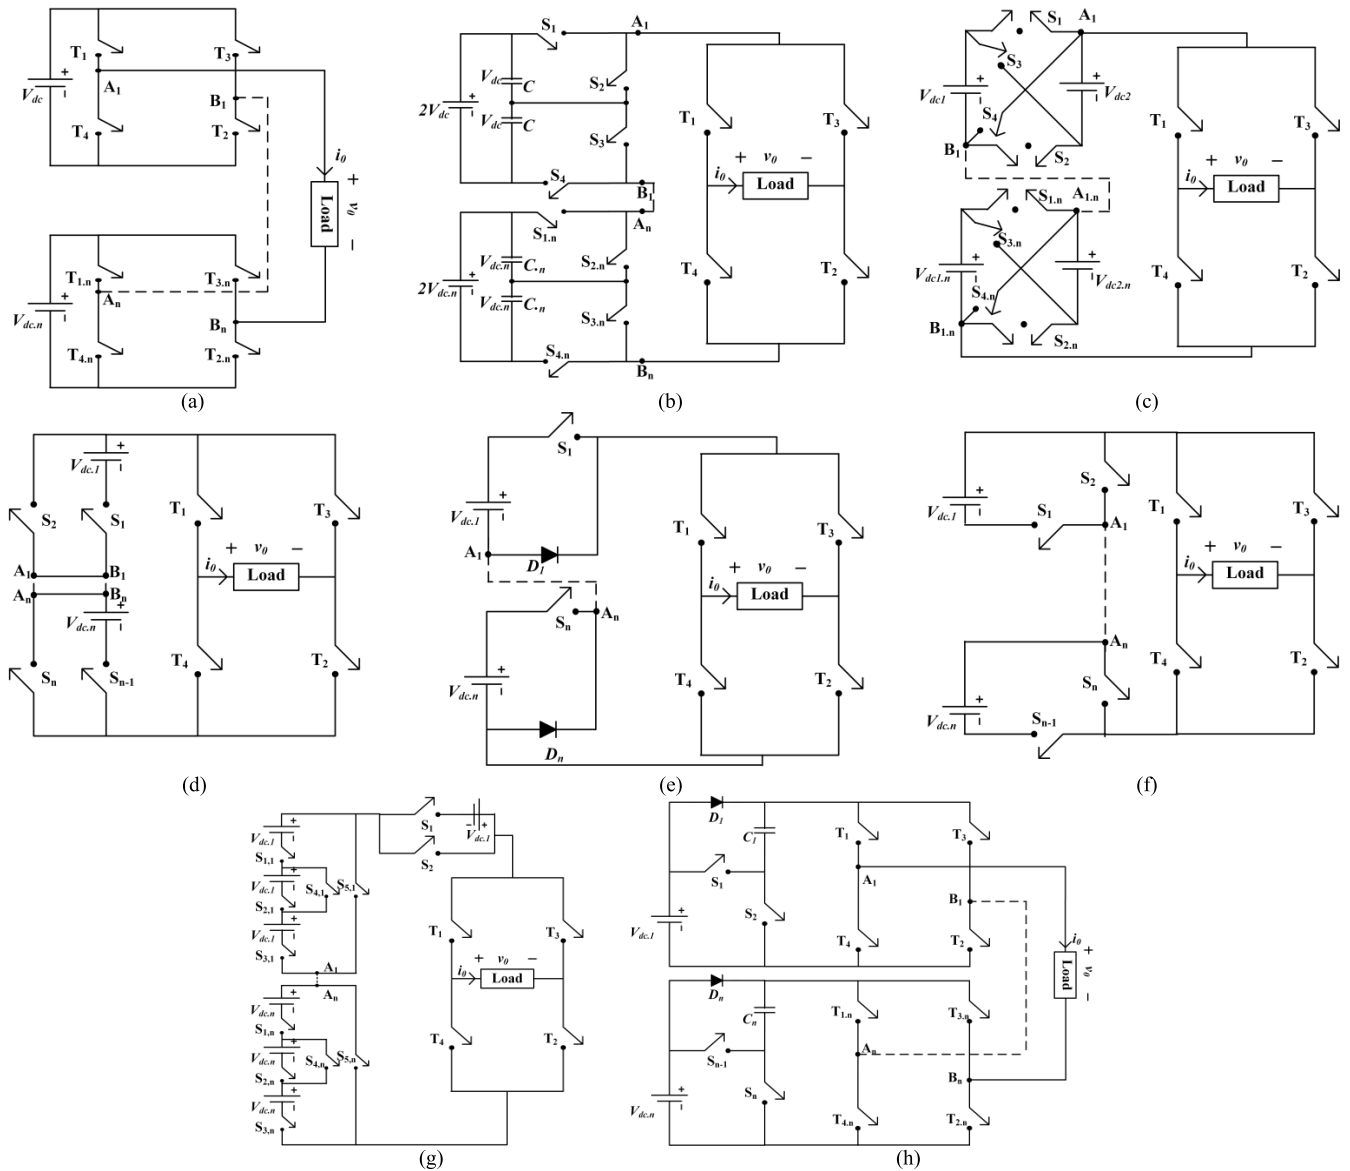 T1
T3
Vdc
+
A1
B1
T4
T2
i0
+
Load
v0
−
T1.n
T3.n
An
Vdc.n
+
Bn
T4.n
T2.n
(a)
S1
A1
Vdc
C
S2
2Vdc
+
Vdc
C
S3
S4
B1
An
S1.n
Vdc.n
C.n
S2.n
2Vdc.n
+
Vdc.n
C.n
S3.n
S4.n
Bn
T1
T3
+ v0 −
i0
Load
T4
T2
(b)
S1
A1
S3
Vdc1
+
Vdc2
+
S4
B1
S2
S1.n
A1.n
S3.n
Vdc1.n
+
Vdc2.n
+
S4.n
B1.n
S2.n
T1
T3
+ v0 −
i0
Load
T4
T2
(c)
Vdc.1
+
S2
S1
A1
B1
An
Bn
Vdc.n
+
Sn
Sn-1
T1
T3
+ v0 −
i0
Load
T4
T2
(d)
S1
Vdc.1
+
A1
D1
Sn
An
Vdc.n
+
Dn
T1
T3
+ v0 −
i0
Load
T4
T2
(e)
S2
Vdc.1
+
S1
A1
An
Sn
Vdc.n
+
Sn-1
T1
T3
+ v0 −
i0
Load
T4
T2
(f)
Vdc.1
+
S1,1
Vdc.1
+
S4,1
S5,1
S2,1
Vdc.1
+
S3,1
A1
An
Vdc.n
+
S1,n
Vdc.n
+
S4,n
S5,n
S2,n
Vdc.n
+
S3,n
S1
− +
Vdc.1
S2
T1
T3
+ v0 −
i0
Load
T4
T2
(g)
D1
C1
S1
S2
Vdc.1
+
T1
T3
A1
B1
T4
T2
i0
+
Load
v0
−
Dn
Cn
Sn-1
Sn
Vdc.n
+
T1.n
T3.n
An
Bn
T4.n
T2.n
(h)